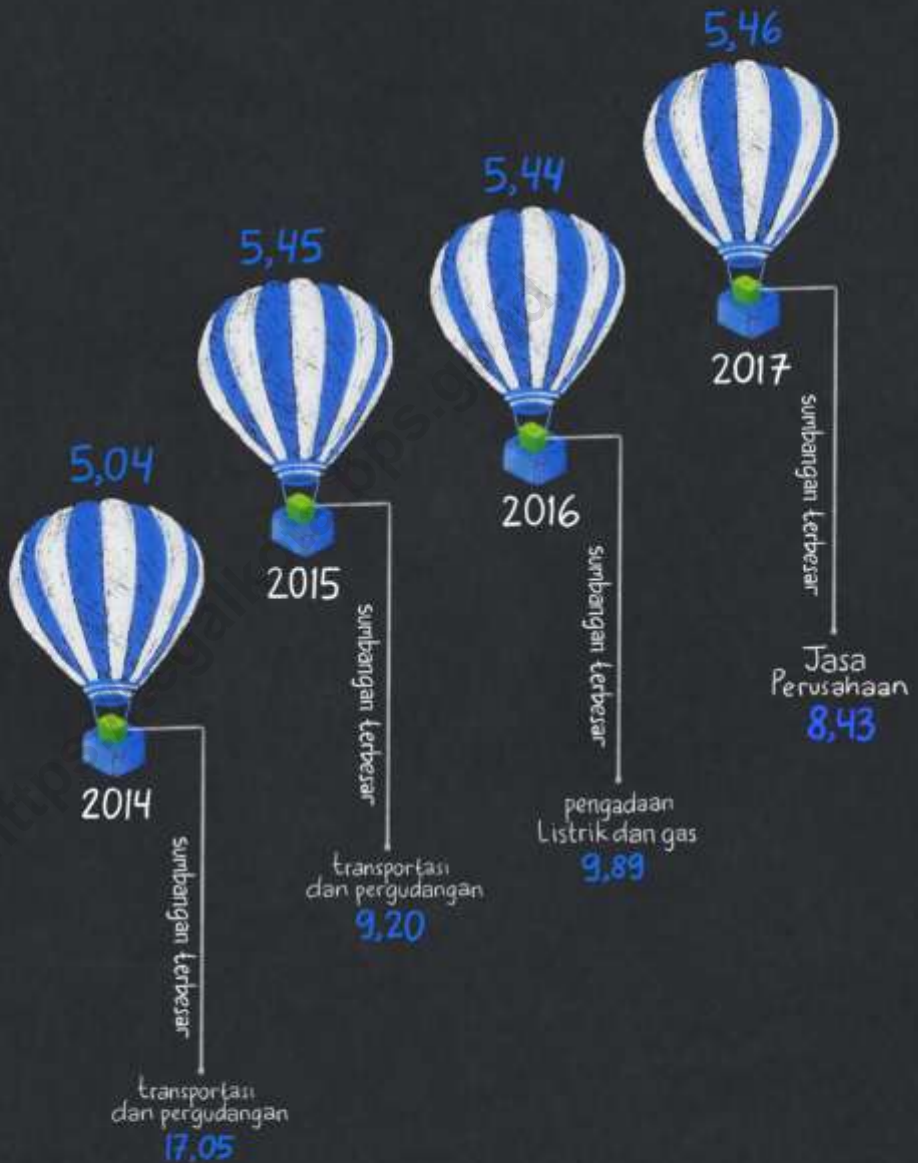 5,46
5,44
5,45
2017
sumbangan terbesar
5,04
2016
2015
sumbangan terbesar
sumbangan terbesar
Jasa
Perusahaan
8,43
2014
pengadaan
Listrik dan gas
9,89
sumbangan terbesar
transportasi
dan pergudangan
9,20
transportasi
dan pergudangan
17,05